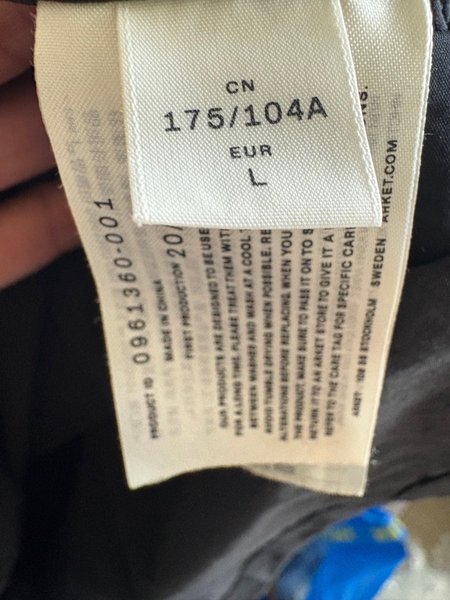 CN
175/104A
EUR
L
PRODUCT ID 0961360-001
MADE IN CHINA
FIRST PRODUCTION 20/
OUR PRODUCTS ARE DESIGNED TO BE USE
FOR A LONG TIME. PLEASE TREAT THEM WIT
BETWEEN WASHES AND WASH AT A COOL
AVOID TUMBLE DRYING WHEN POSSIBLE. RE
ALTERATIONS BEFORE REPLACING. WHEN YOU
THE PRODUCT, MAKE SURE TO PASS IT ON TO S
RETURN IT TO AN ARKET STORE TO GIVE IT A
REFER TO THE CARE TAG FOR SPECIFIC CAR
NS.
ARKET · 106 38 STOCKHOLM SWEDEN ARKET.COM